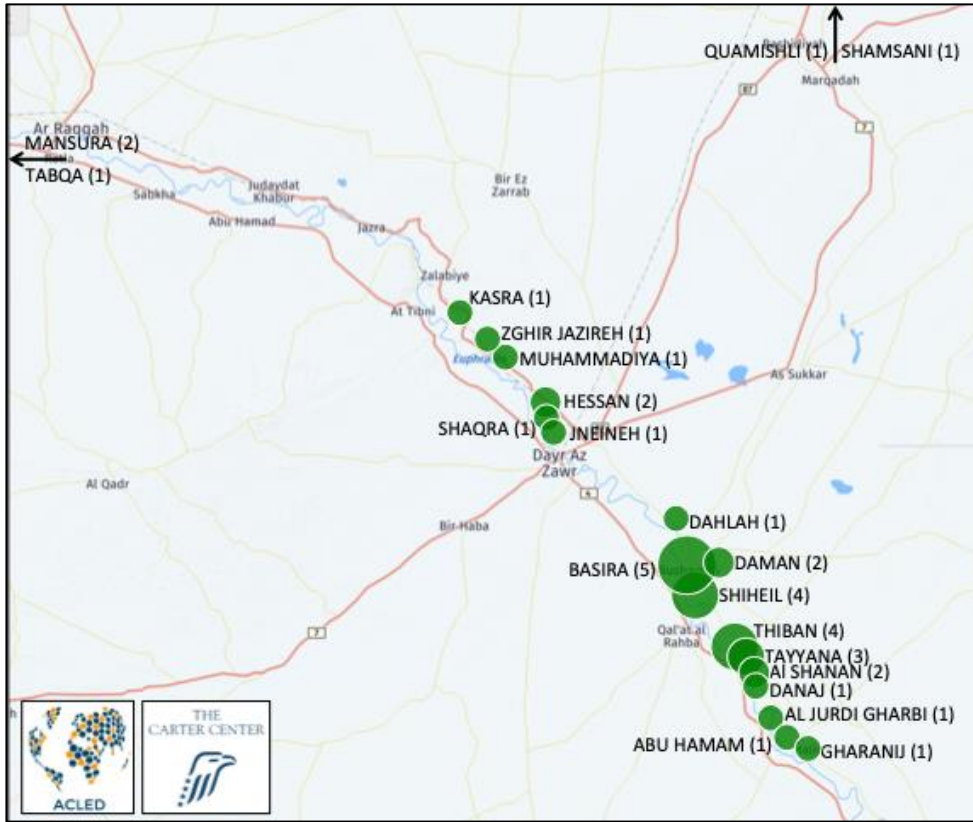 QUAMISHLI (1)
SHAMSANI (1)
Marqadah
87
7
Ar Raqqah
MANSURA (2)
TABQA (1)
Sabkha
Judaydat
Khabur
Abu Hamad
Jazra
Bir Ez
Zarrab
Zalabiye
At Tibni
KASRA (1)
ZGHIR JAZIREH (1)
MUHAMMADIYA (1)
As Sukkar
HESSAN (2)
SHAQRA (1)
JNEINEH (1)
Dayr Az
Zawr
Al Qadr
4
Bir Haba
DAHLAH (1)
BASIRA (5)
DAMAN (2)
SHIHEIL (4)
Qal'at al
Rahba
THIBAN (4)
TAYYANA (3)
Al SHANAN (2)
DANAJ (1)
7
AL JURDI GHARBI (1)
ABU HAMAM (1)
GHARANIJ (1)
ACLED
THE
CARTER CENTER